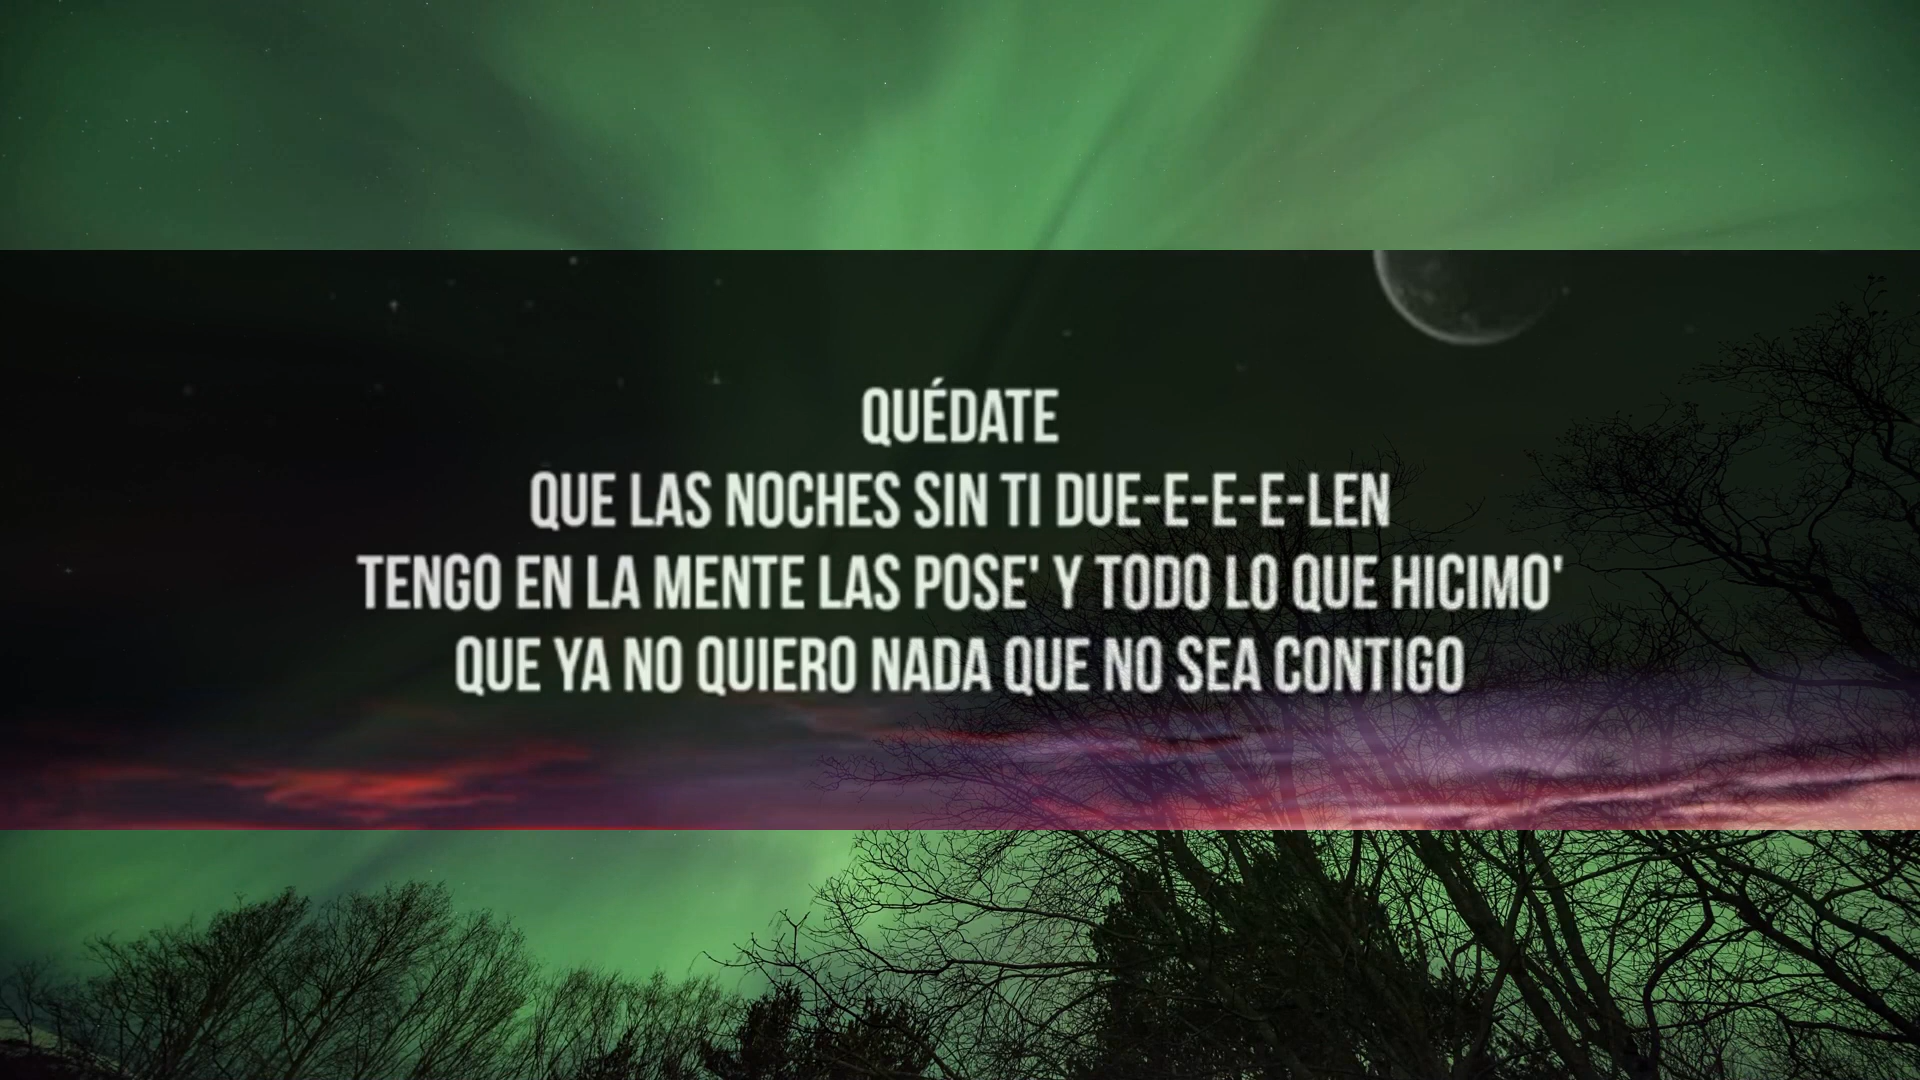 QUÉDATE
QUE LAS NOCHES SIN TI DUE-E-E-E-LEN
TENGO EN LA MENTE LAS POSE' Y TODO LO QUE HICIMO'
QUE YA NO QUIERO NADA QUE NO SEA CONTIGO